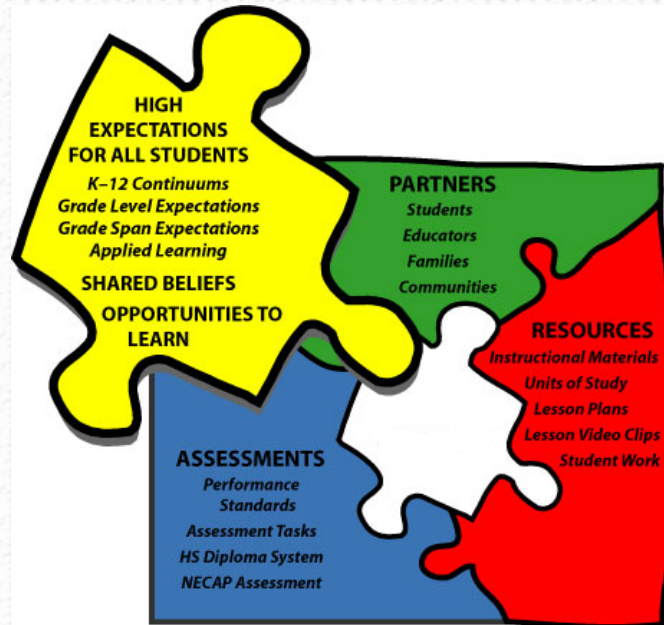 HIGH
EXPECTATIONS
FOR ALL STUDENTS
K–12 Continuums
Grade Level Expectations
Grade Span Expectations
Applied Learning
SHARED BELIEFS
OPPORTUNITIES TO
LEARN
PARTNERS
Students
Educators
Families
Communities
RESOURCES
Instructional Materials
Units of Study
Lesson Plans
Lesson Video Clips
Student Work
ASSESSMENTS
Performance
Standards
Assessment Tasks
HS Diploma System
NECAP Assessment